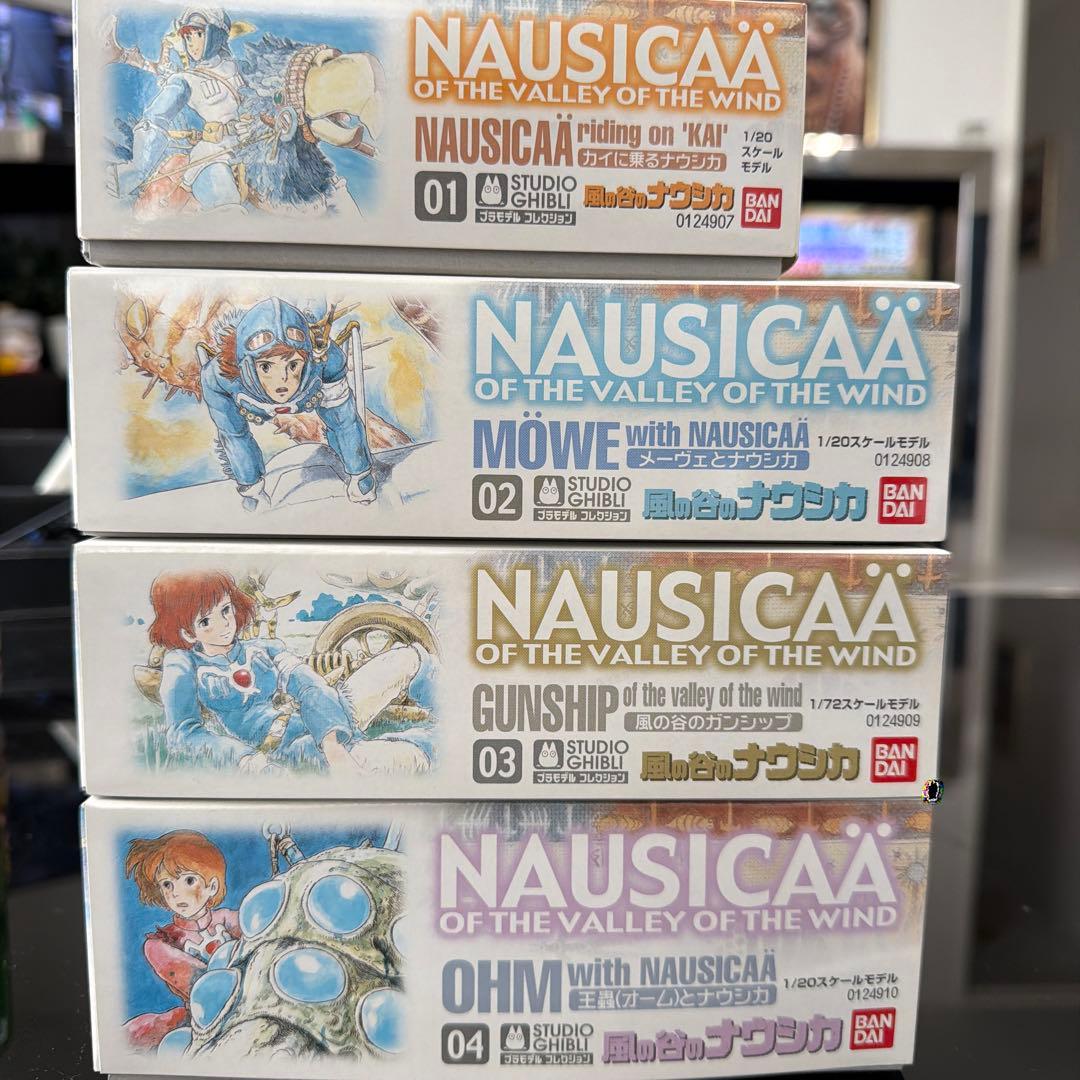 NAUSICAÄ
OF THE VALLEY OF THE WIND
NAUSICAÄ riding on 'KAI'
カイに乗るナウシカ
1/20
スケール
モデル
01
STUDIO
GHIBLI
プラモデル コレクション
風の谷のナウシカ
0124907
BAN
DAI
NAUSICAÄ
OF THE VALLEY OF THE WIND
MÖWE with NAUSICAÄ
メーヴェとナウシカ
1/20スケールモデル
0124908
02
STUDIO
GHIBLI
プラモデル コレクション
風の谷のナウシカ
BAN
DAI
NAUSICAÄ
OF THE VALLEY OF THE WIND
GUNSHIP of the valley of the wind
風の谷のガンシップ
1/72スケールモデル
0124909
03
STUDIO
GHIBLI
プラモデル コレクション
風の谷のナウシカ
BAN
DAI
NAUSICAÄ
OF THE VALLEY OF THE WIND
OHM with NAUSICAÄ
王蟲(オーム)とナウシカ
1/20スケールモデル
0124910
04
STUDIO
GHIBLI
プラモデル コレクション
風の谷のナウシカ
BAN
DAI